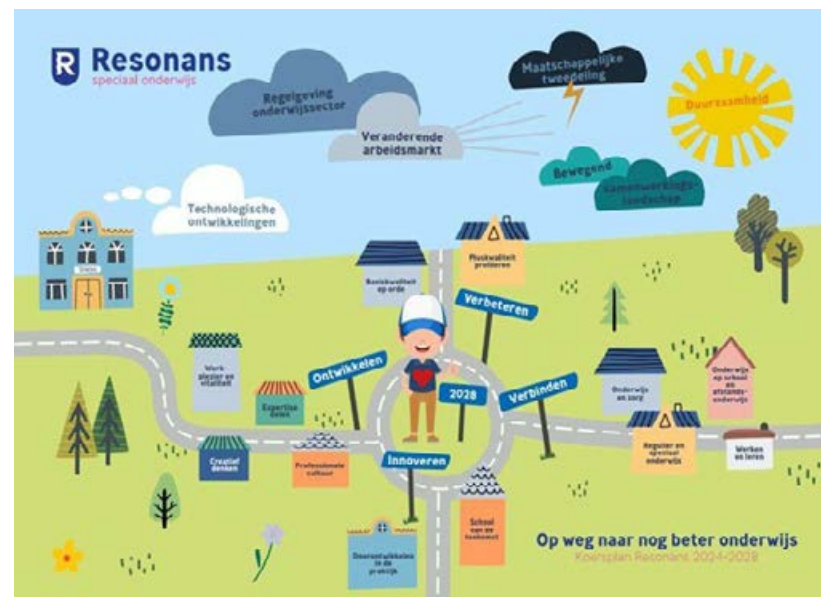 R Resonans
speciaal onderwijs
Regelgeving
onderwijssector
Maatschappelijke
tweedeling
Duurzaamheid
Veranderende
arbeidsmarkt
Bewegend
samenwerkings-
landschap
Technologische
ontwikkelingen
SCHOOL
Basiskwaliteit
op orde
Pluskwaliteit
profileren
Verbeteren
Werk-
plezier en
vitaliteit
Ontwikkelen
2028
Verbinden
Onderwijs
en zorg
Onderwijs
op school
en
afstands-
onderwijs
Expertise
delen
Creatief
denken
Professionele
cultuur
Innoveren
Regulier en
speciaal
onderwijs
Werken
en leren
School
van de
toekomst
Doorontwikkelen
in de
praktijk
Op weg naar nog beter onderwijs
Koersplan Resonans 2024-2028